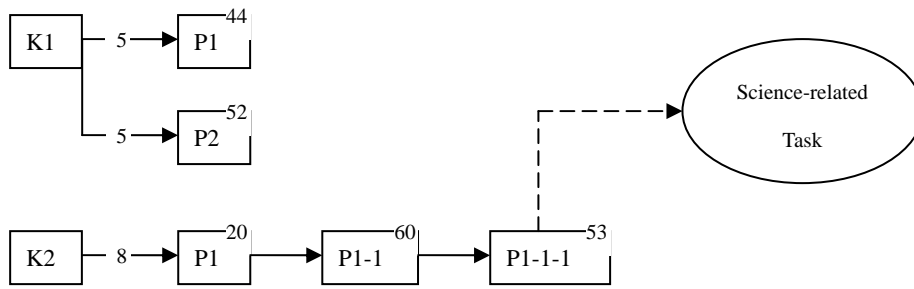 44
K1 5 P1
Science-related
52
Task
5 P2
20 60 53
K2 8 P1 P1-1 P1-1-1